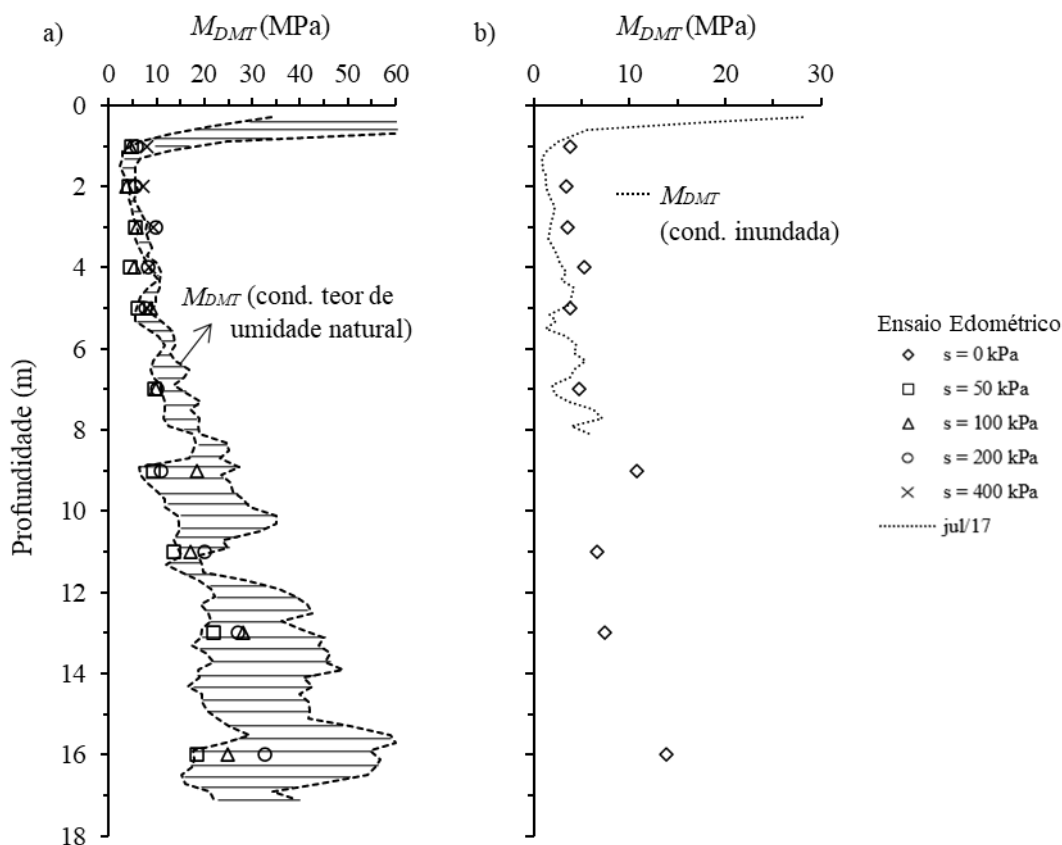 a)
M_DMT (MPa)
0 10 20 30 40 50 60
b)
M_DMT (MPa)
0 10 20 30
Profundidade (m)
0
2
4
6
8
10
12
14
16
18
M_DMT (cond. teor de
umidade natural)
M_DMT
(cond. inundada)
Ensaio Edométrico
s = 0 kPa
s = 50 kPa
s = 100 kPa
s = 200 kPa
s = 400 kPa
jul/17